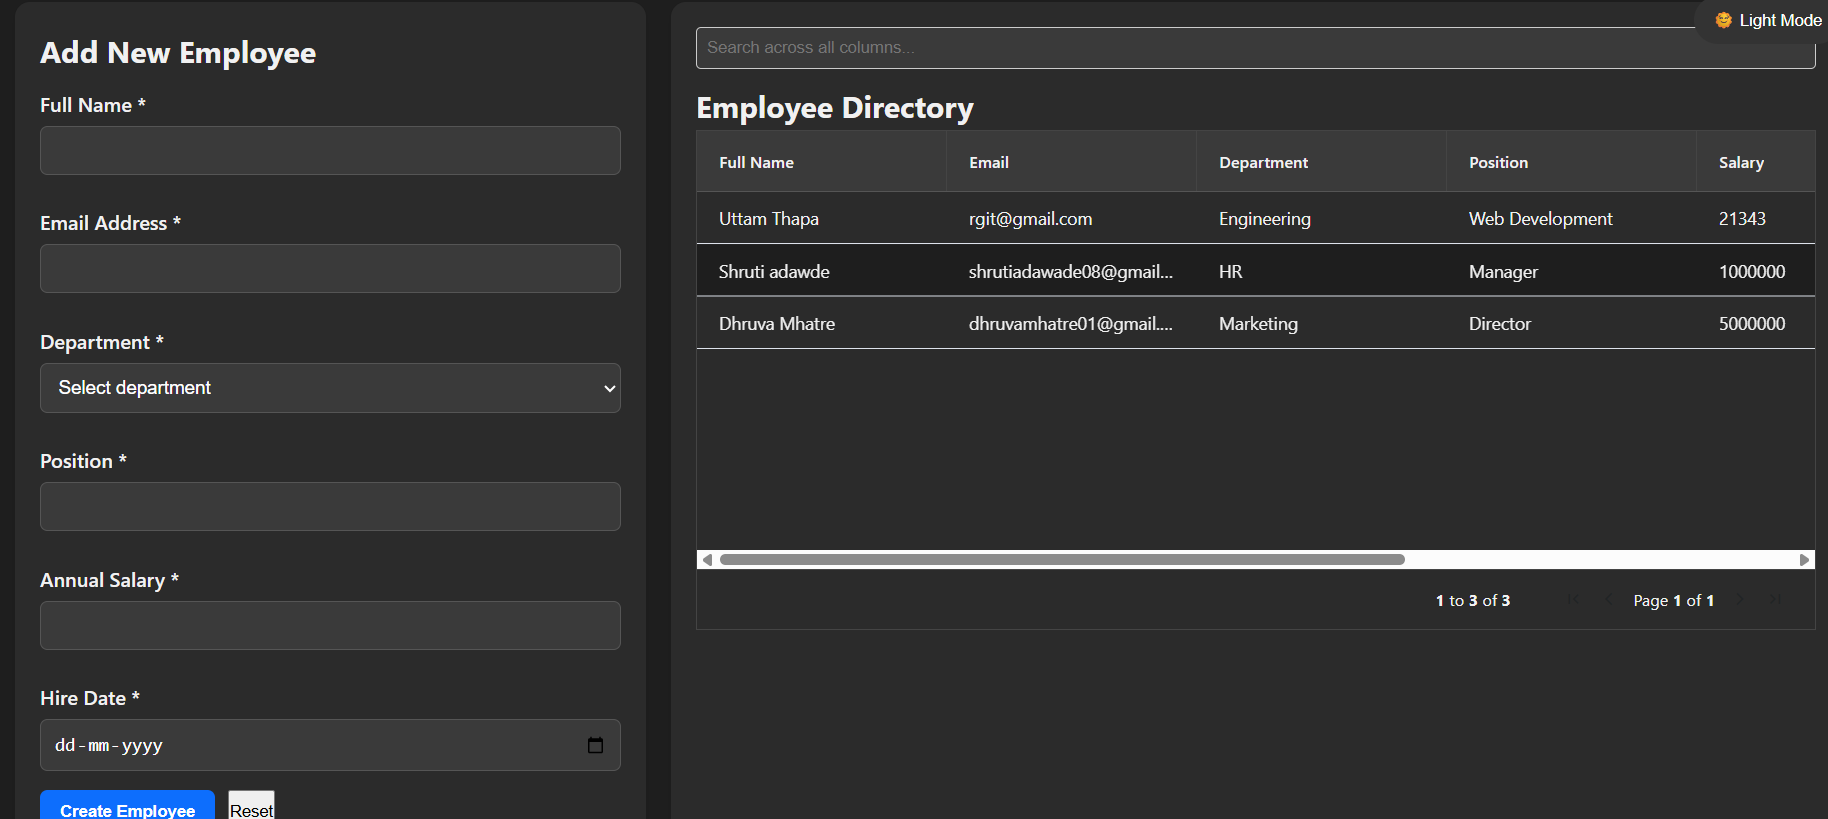 Add New Employee
Full Name *
Email Address *
Department *
Select department
Position *
Annual Salary *
Hire Date *
dd-mm-yyyy
Create Employee
Reset
🌞 Light Mode
Search across all columns...
Employee Directory
Full Name Email Department Position Salary
Uttam Thapa rgit@gmail.com Engineering Web Development 21343
Shruti adawde shrutiadawade08@gmail... HR Manager 1000000
Dhruva Mhatre dhruvamhatre01@gmail.... Marketing Director 5000000
1 to 3 of 3 Page 1 of 1